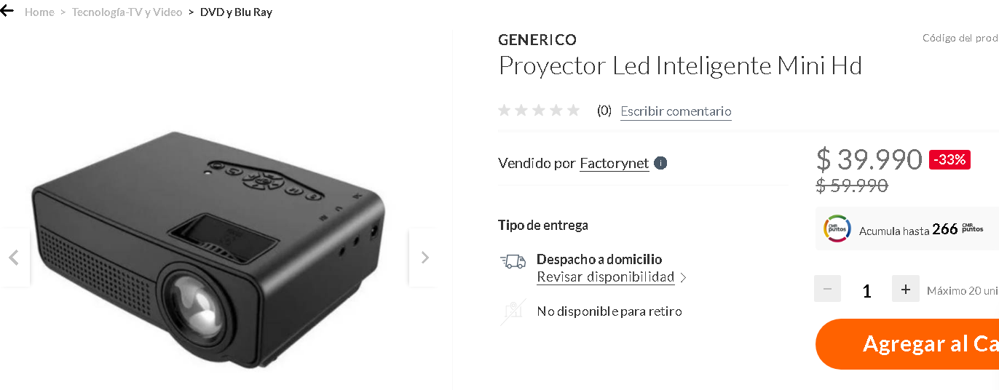 Home > Tecnología-TV y Video > DVD y Blu Ray
GENERICO
Código del prod
Proyector Led Inteligente Mini Hd
(0) Escribir comentario
Vendido por Factorynet i
$ 39.990 -33%
$ 59.990
CMR puntos Acumula hasta 266 CMR puntos
Tipo de entrega
Despacho a domicilio
Revisar disponibilidad >
No disponible para retiro
− 1 + Máximo 20 uni
Agregar al Ca